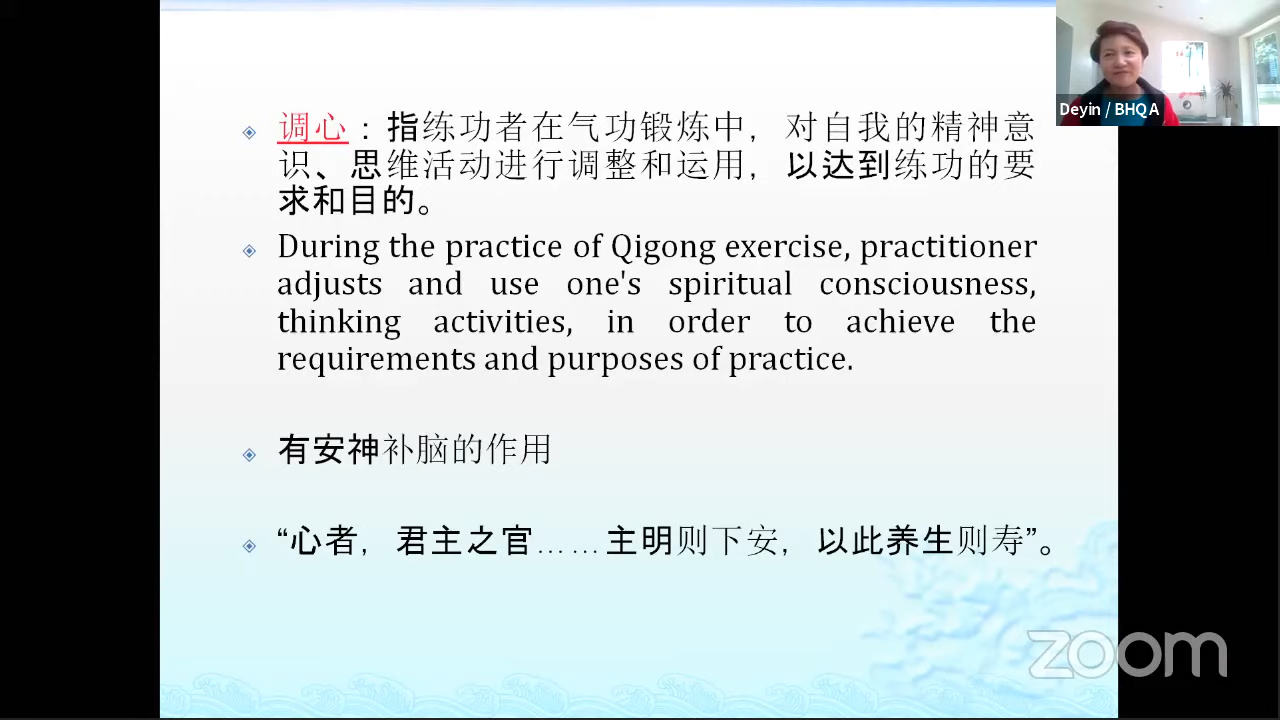 调心：指练功者在气功锻炼中，对自我的精神意
识、思维活动进行调整和运用，以达到练功的要
求和目的。
During the practice of Qigong exercise, practitioner
adjusts and use one's spiritual consciousness,
thinking activities, in order to achieve the
requirements and purposes of practice.
有安神补脑的作用
“心者，君主之官……主明则下安，以此养生则寿”。
Deyin / BHQA
zoom